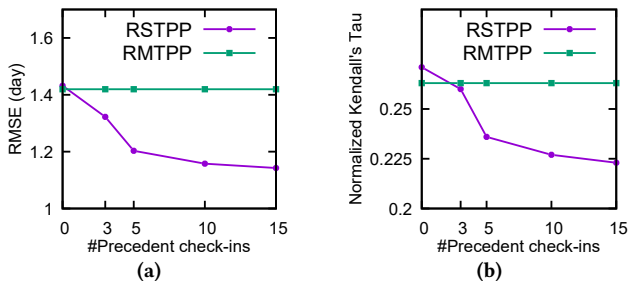 RMSE (day)
1.6
1.4
1.2
1
RSTPP
RMTPP
0 3 5 10 15
#Precedent check-ins
(a)
Normalized Kendall's Tau
0.25
0.225
0.2
RSTPP
RMTPP
0 3 5 10 15
#Precedent check-ins
(b)